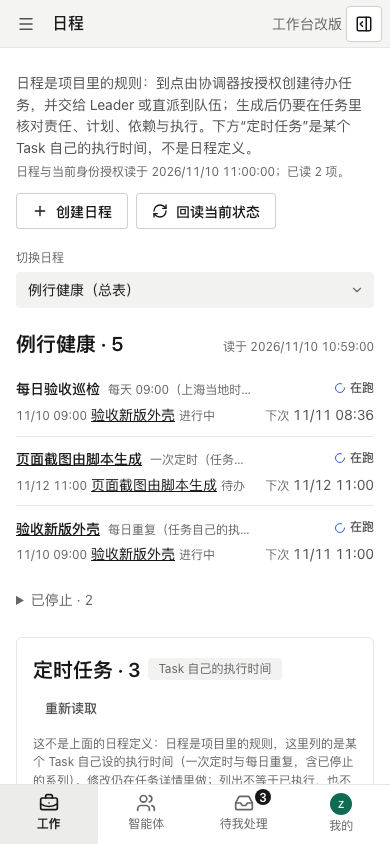 日程
工作台改版
日程是项目里的规则：到点由协调器按授权创建待办任
务，并交给 Leader 或直派到队伍；生成后仍要在任务里
核对责任、计划、依赖与执行。下方“定时任务”是某个
Task 自己的执行时间，不是日程定义。
日程与当前身份授权读于 2026/11/10 11:00:00；已读 2 项。
创建日程
回读当前状态
切换日程
例行健康（总表）
例行健康 · 5
读于 2026/11/10 10:59:00
每日验收巡检 每天 09:00（上海当地时... 在跑
11/10 09:00 验收新版外壳 进行中 下次 11/11 08:36
页面截图由脚本生成 一次定时（任务... 在跑
11/12 11:00 页面截图由脚本生成 待办 下次 11/12 11:00
验收新版外壳 每日重复（任务自己的执... 在跑
11/10 09:00 验收新版外壳 进行中 下次 11/11 11:00
已停止 · 2
定时任务 · 3 Task 自己的执行时间
重新读取
这不是上面的日程定义：日程是项目里的规则，这里列的是某
个 Task 自己设的执行时间（一次定时与每日重复，含已停止
的系列）。修改仍在任务详情里做；列出不等于已执行，也不
3
Z
工作
智能体
待我处理
我的